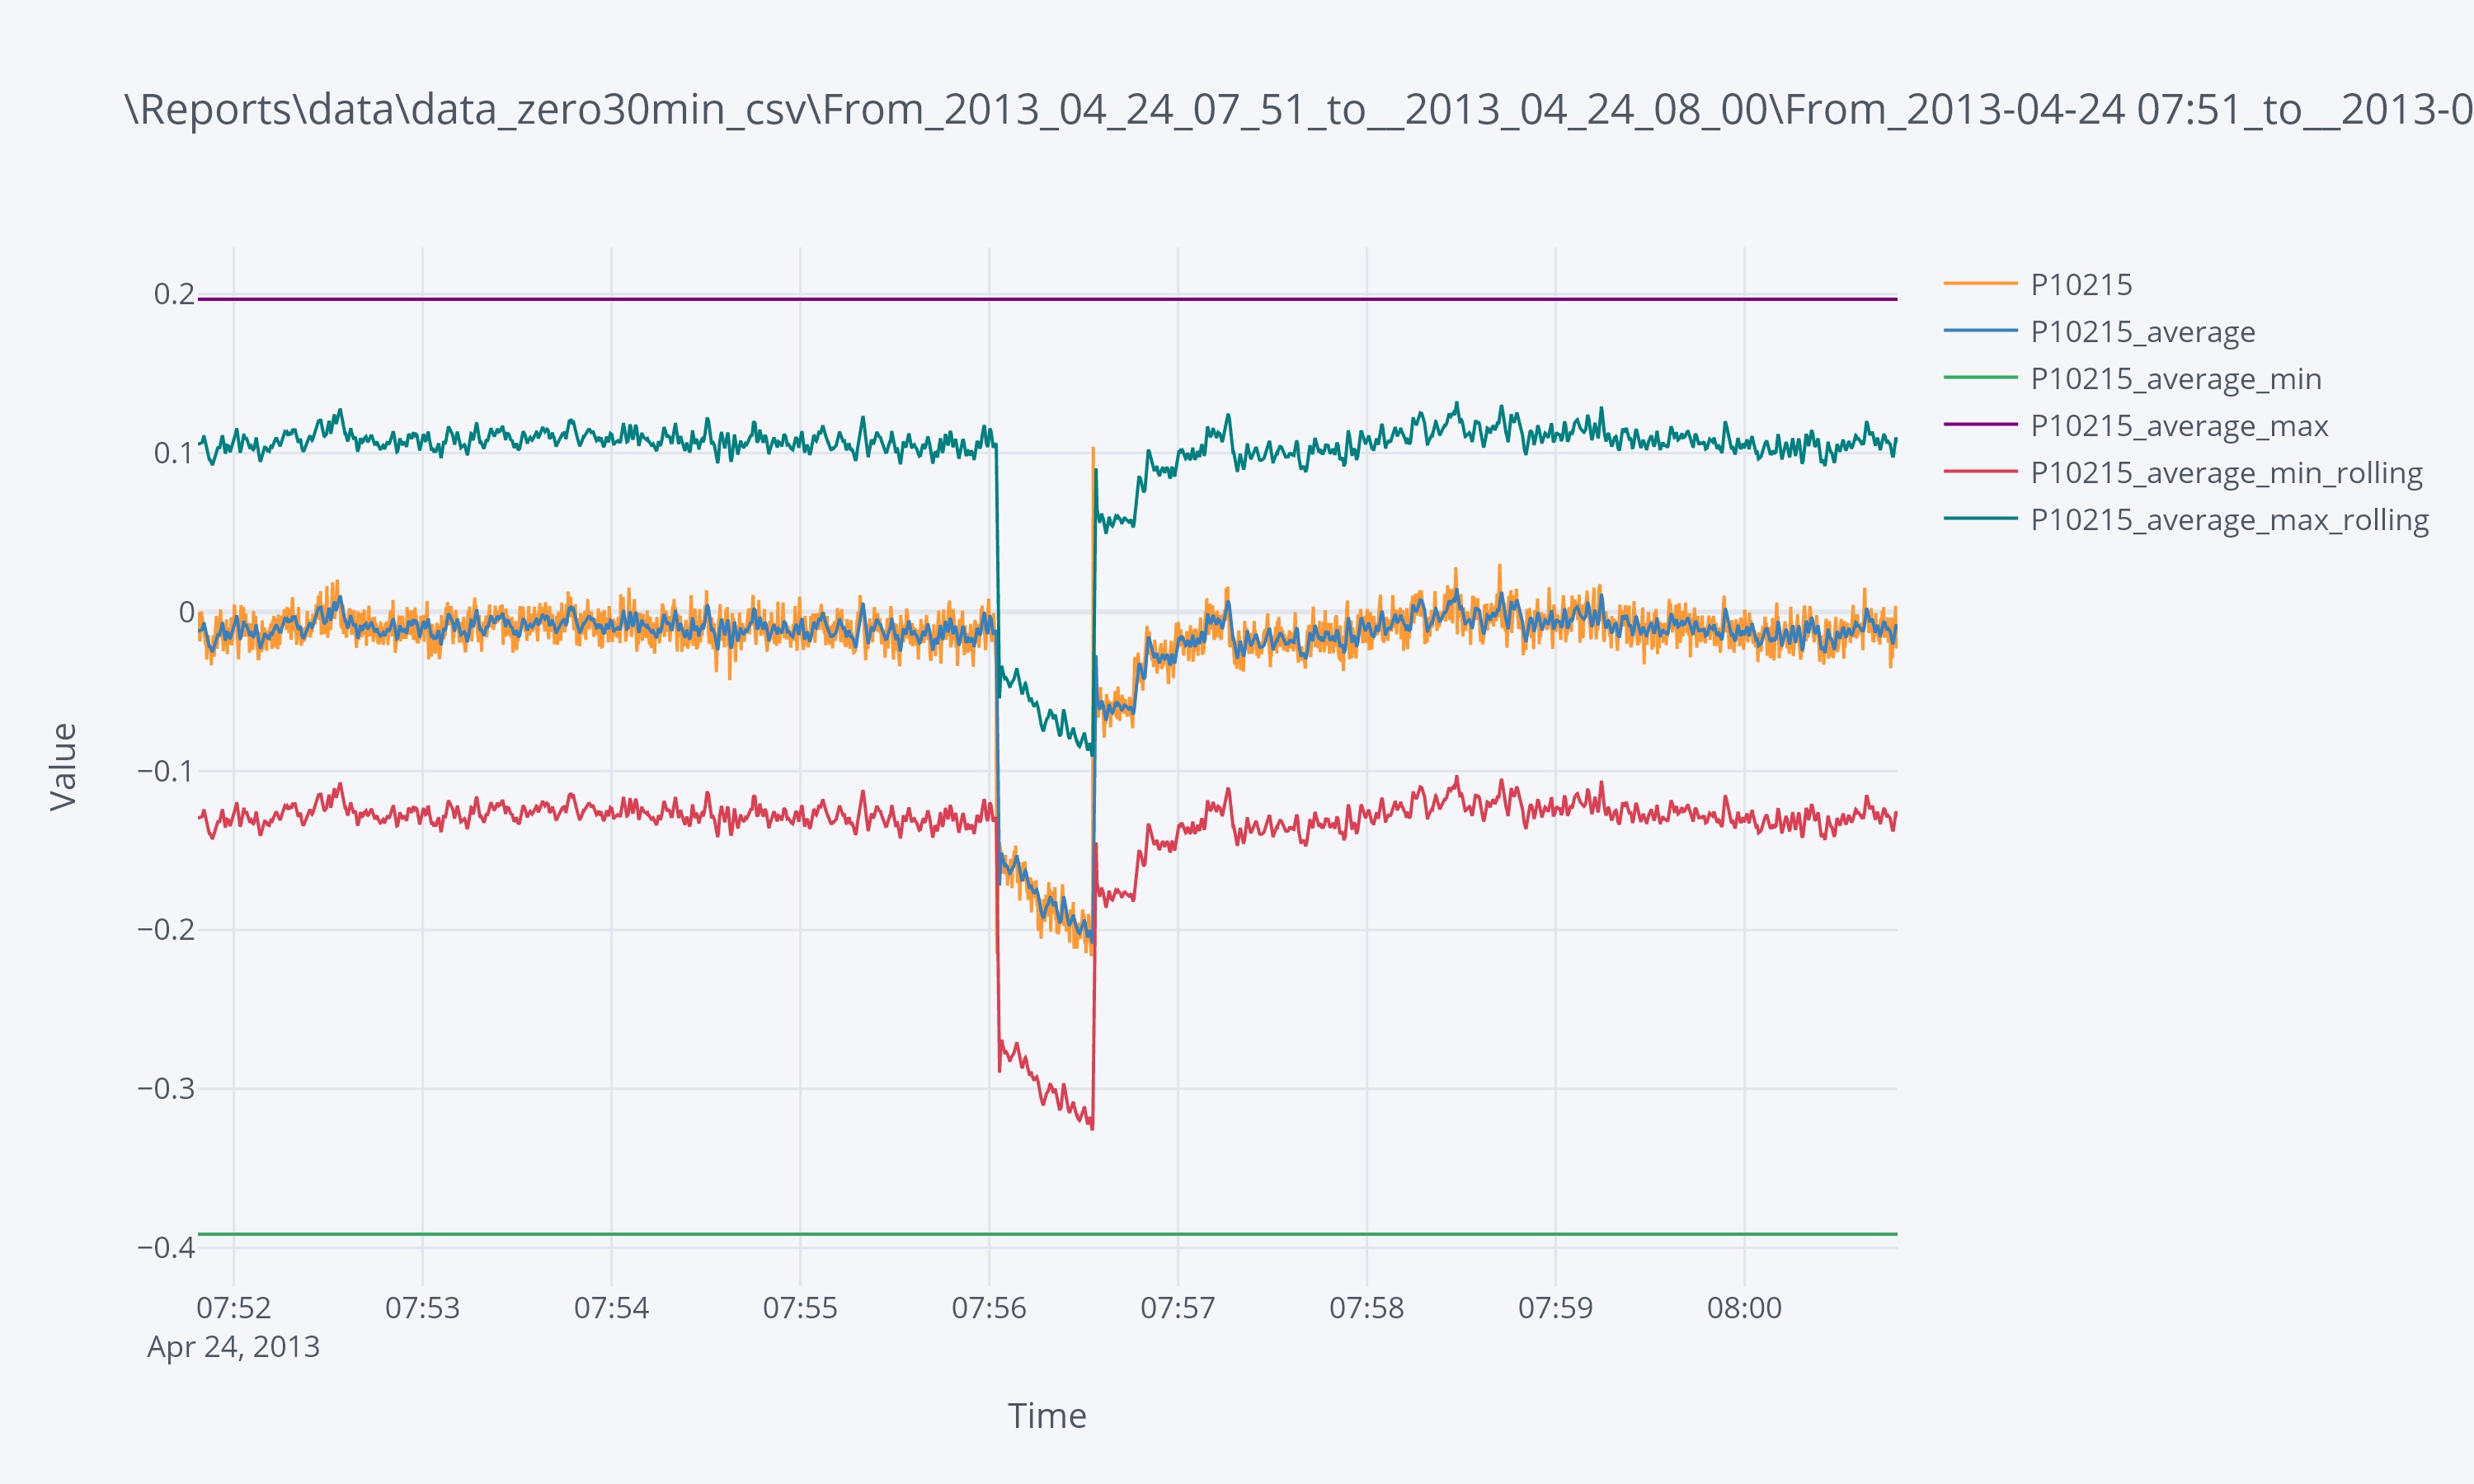 \Reports\data\data_zero30min_csv\From_2013_04_24_07_51_to__2013_04_24_08_00\From_2013-04-24 07:51_to__2013-0
P10215
P10215_average
P10215_average_min
P10215_average_max
P10215_average_min_rolling
P10215_average_max_rolling
0.2
0.1
0
−0.1
−0.2
−0.3
−0.4
Value
07:52 07:53 07:54 07:55 07:56 07:57 07:58 07:59 08:00
Apr 24, 2013
Time